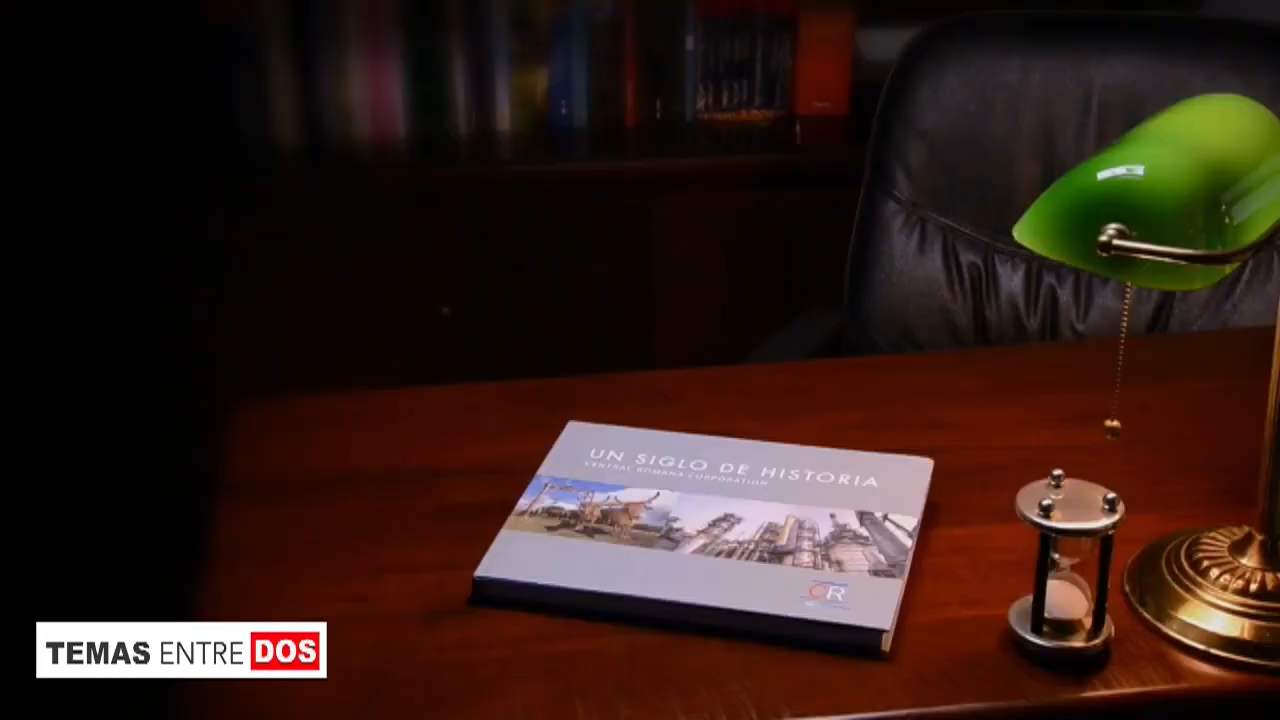 UN SIGLO DE HISTORIA
CENTRAL ROMANA CORPORATION
CR
TEMAS ENTRE DOS